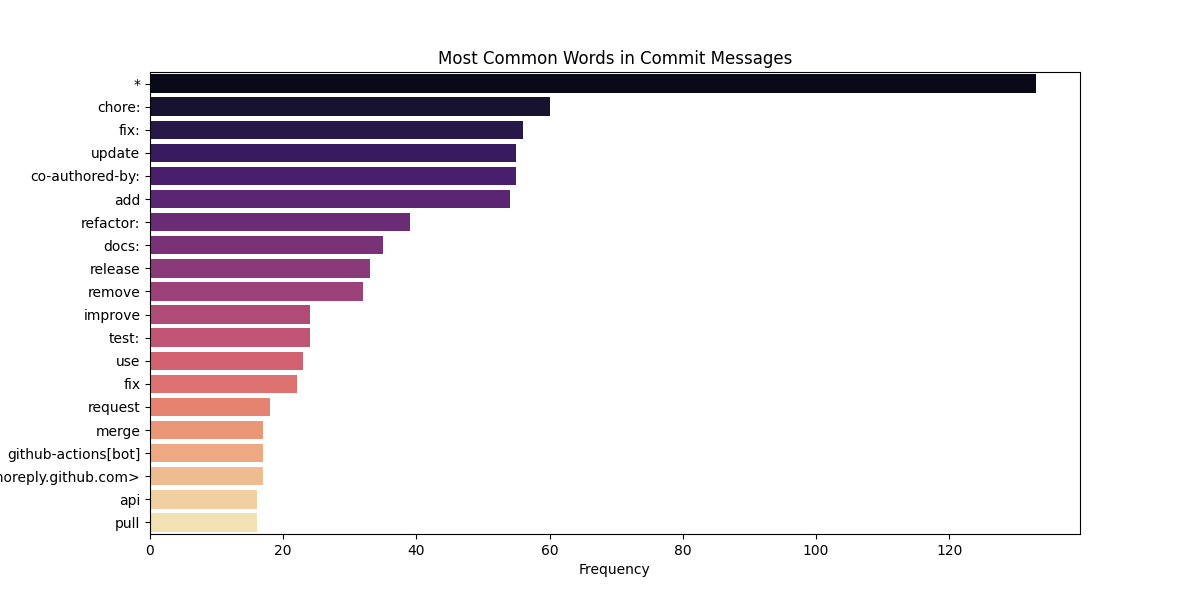 Most Common Words in Commit Messages
*
chore:
fix:
update
co-authored-by:
add
refactor:
docs:
release
remove
improve
test:
use
fix
request
merge
github-actions[bot]
noreply.github.com>
api
pull
0 20 40 60 80 100 120
Frequency